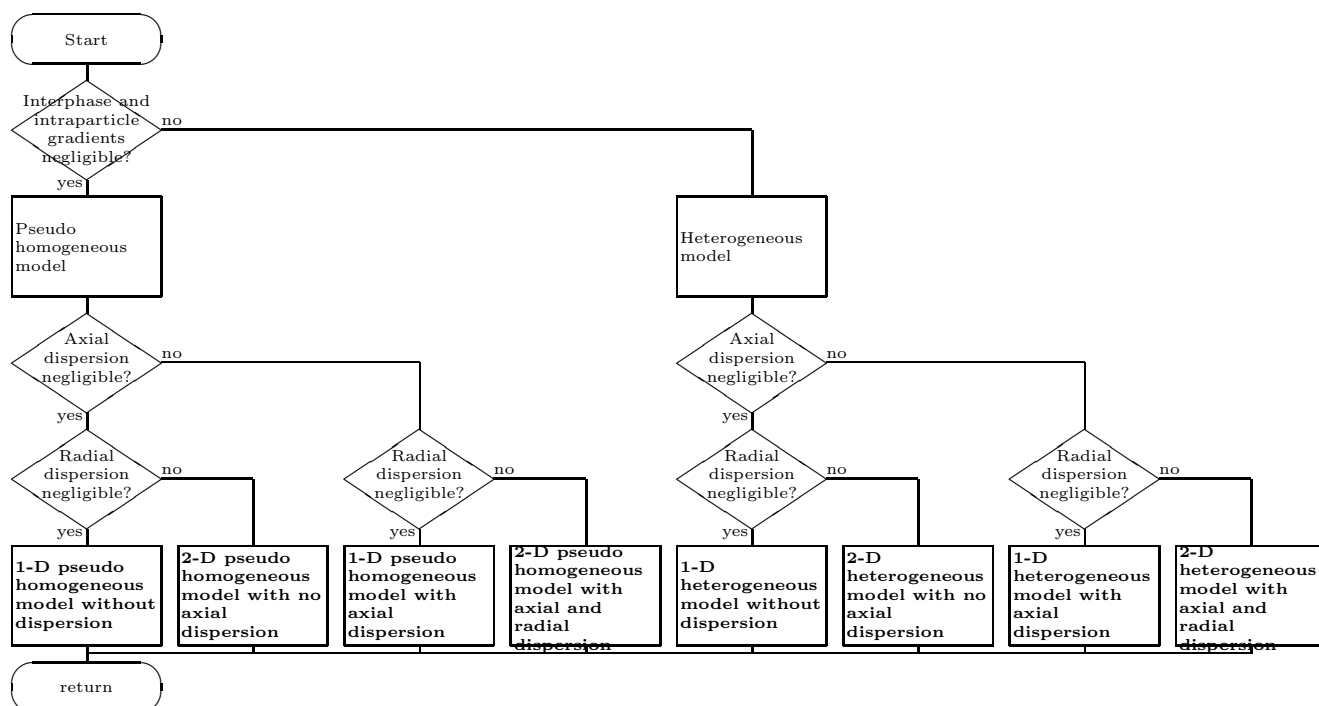 Start
Interphase and
intraparticle
gradients
negligible?
no
yes
Pseudo
homogeneous
model
Heterogeneous
model
Axial
dispersion
negligible?
no
yes
Axial
dispersion
negligible?
no
yes
Radial
dispersion
negligible?
no
yes
Radial
dispersion
negligible?
no
yes
Radial
dispersion
negligible?
no
yes
Radial
dispersion
negligible?
no
yes
1-D pseudo
homogeneous
model without
dispersion
2-D pseudo
homogeneous
model with no
axial
dispersion
1-D pseudo
homogeneous
model with
axial
dispersion
2-D pseudo
homogeneous
model with
axial and
radial
dispersion
1-D
heterogeneous
model without
dispersion
2-D
heterogeneous
model with no
axial
dispersion
1-D
heterogeneous
model with
axial
dispersion
2-D
heterogeneous
model with
axial and
radial
dispersion
return